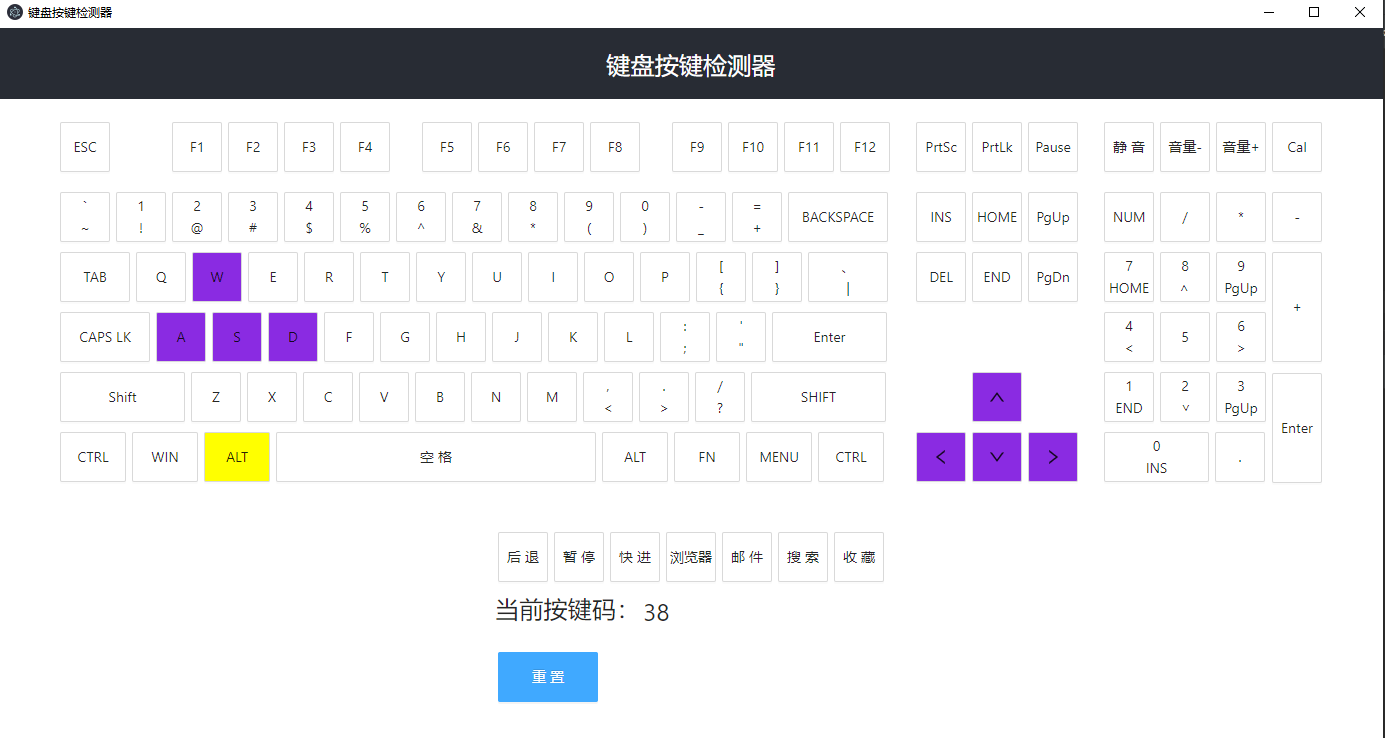 键盘按键检测器
键盘按键检测器
ESC F1 F2 F3 F4 F5 F6 F7 F8 F9 F10 F11 F12 PrtSc PrtLk Pause 静 音 音量- 音量+ Cal
` 1 2 3 4 5 6 7 8 9 0 - = BACKSPACE INS HOME PgUp NUM / * -
~ ! @ # $ % ^ & * ( ) _ +
TAB Q W E R T Y U I O P [ ] 、 DEL END PgDn 7 8 9
{ } | HOME ^ PgUp
+
CAPS LK A S D F G H J K L : ' Enter 4 5 6
; " < >
Shift Z X C V B N M , . / SHIFT ^ 1 2 3
< > ? END ˅ PgUp
Enter
CTRL WIN ALT 空 格 ALT FN MENU CTRL < ˅ > 0 .
INS
后 退 暂 停 快 进 浏览器 邮 件 搜 索 收 藏
当前按键码： 38
重 置